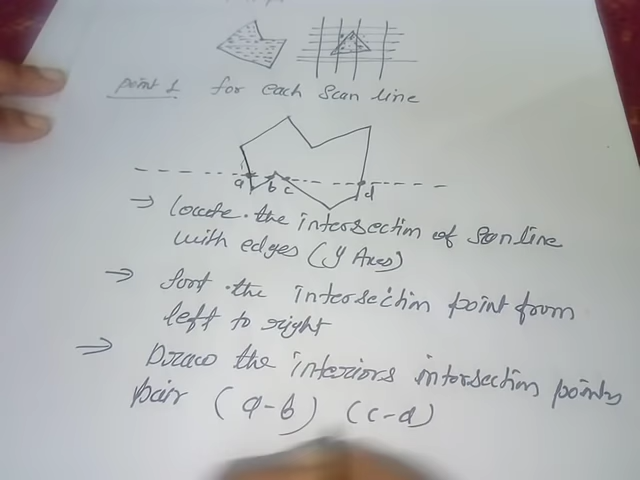 point 1 for each Scan line
a b c d
→ locate the intersection of Scanline
with edges (y Axes)
→ Sort the intersection point from
left to right
→ Draw the interiors intersection points
pair (a-b) (c-d)